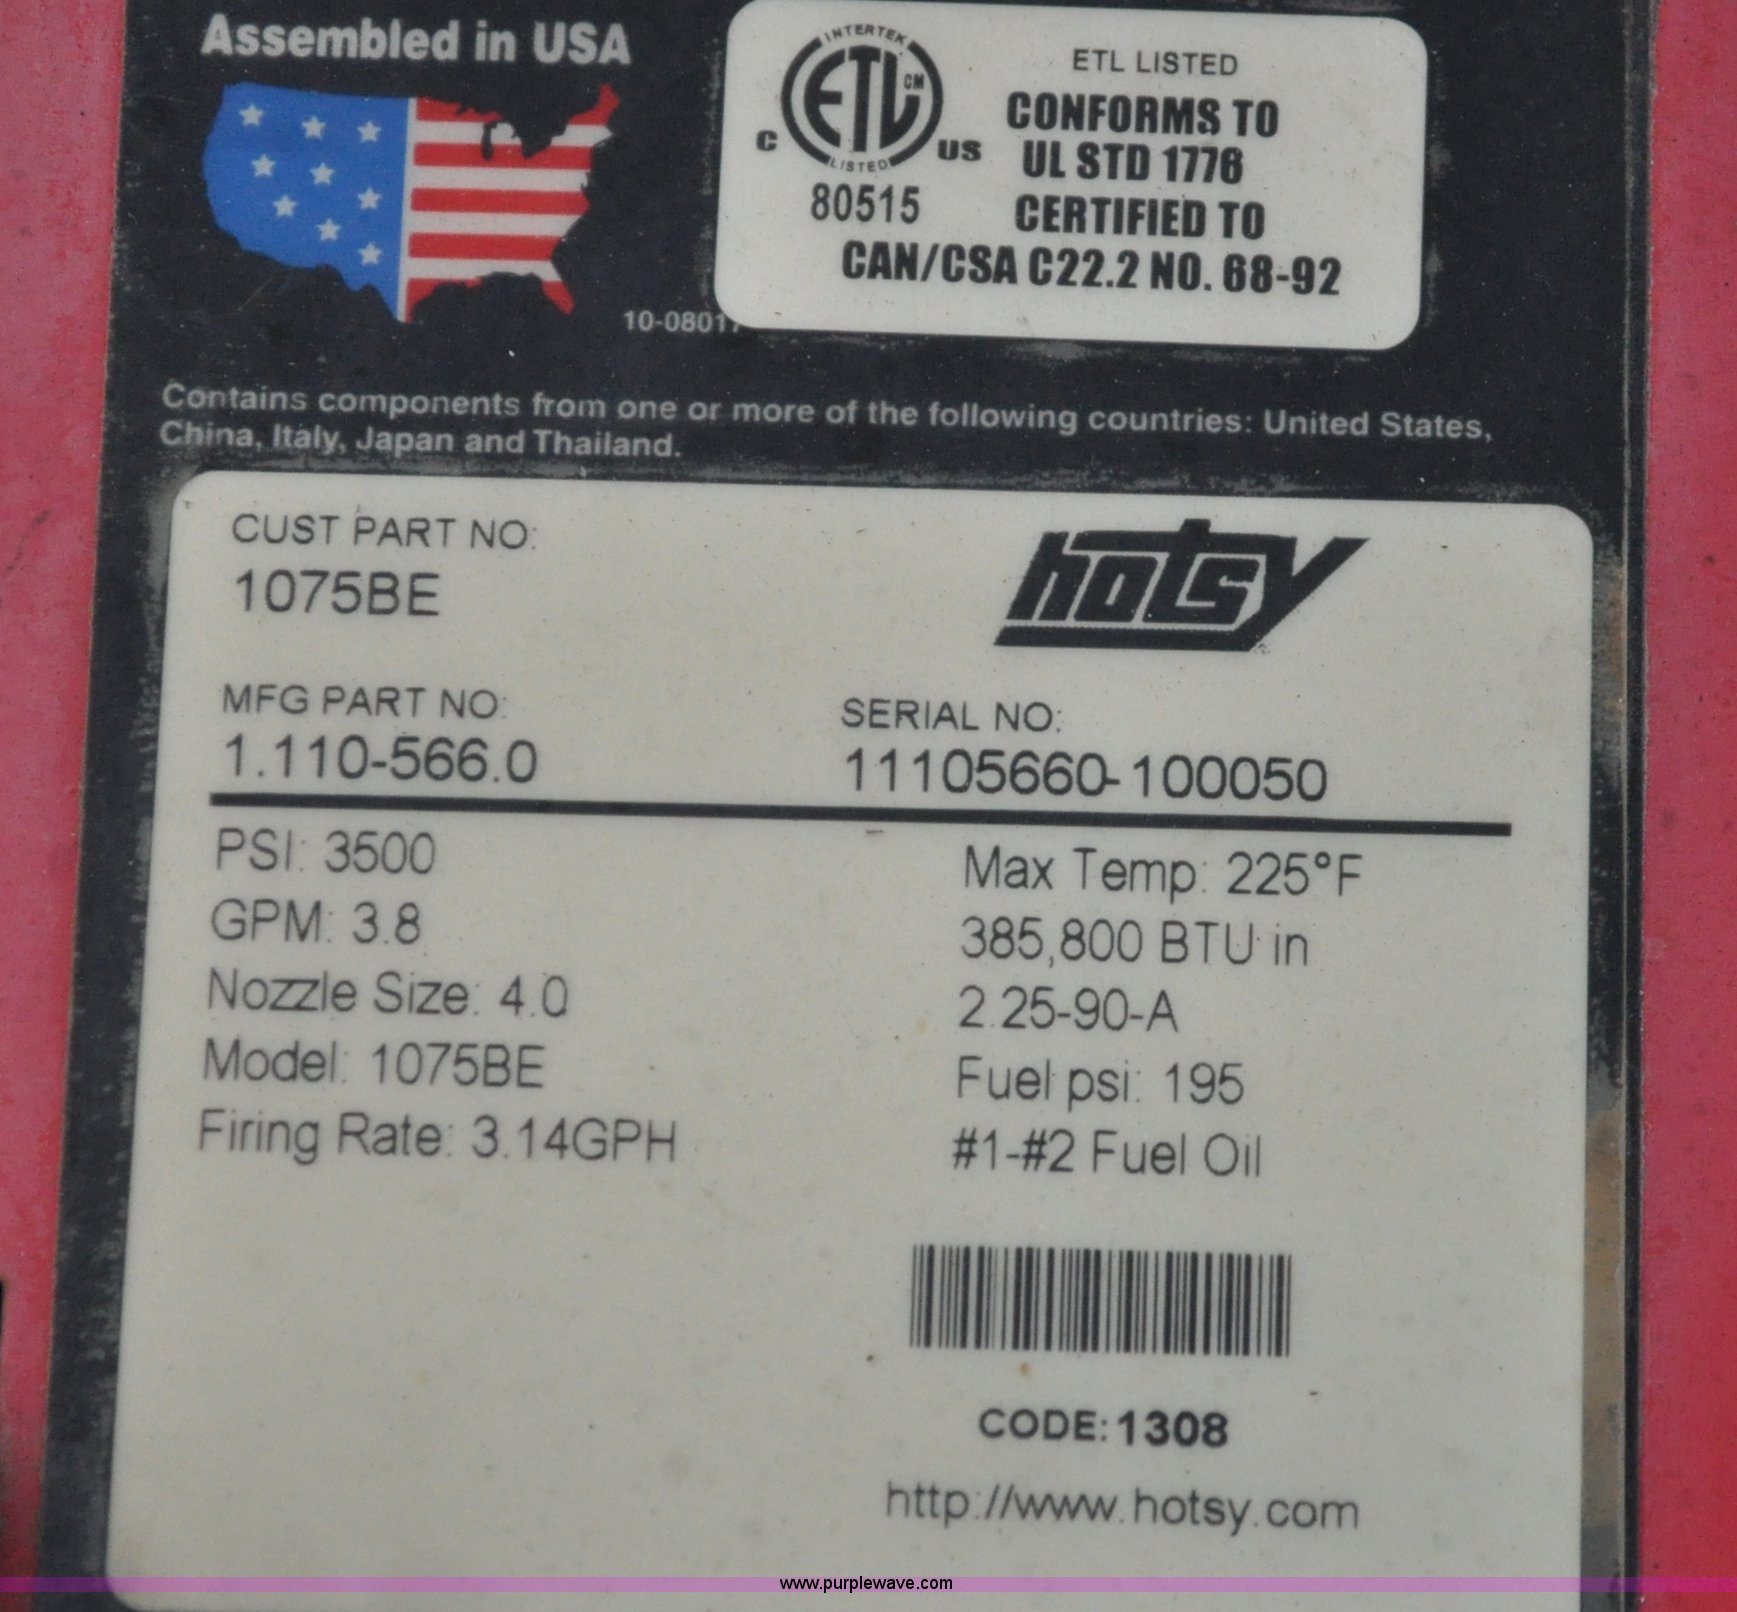 Assembled in USA
INTERTEK
ETL CM
LISTED
C US
80515
ETL LISTED
CONFORMS TO
UL STD 1776
CERTIFIED TO
CAN/CSA C22.2 NO. 68-92
Contains components from one or more of the following countries: United States,
China, Italy, Japan and Thailand.
CUST PART NO:
1075BE
hotsy
MFG PART NO:
1.110-566.0
SERIAL NO:
11105660-100050
PSI: 3500
GPM: 3.8
Nozzle Size: 4.0
Model: 1075BE
Firing Rate: 3.14GPH
Max Temp: 225°F
385,800 BTU in
2.25-90-A
Fuel psi: 195
#1-#2 Fuel Oil
CODE: 1308
http://www.hotsy.com
www.purplewave.com